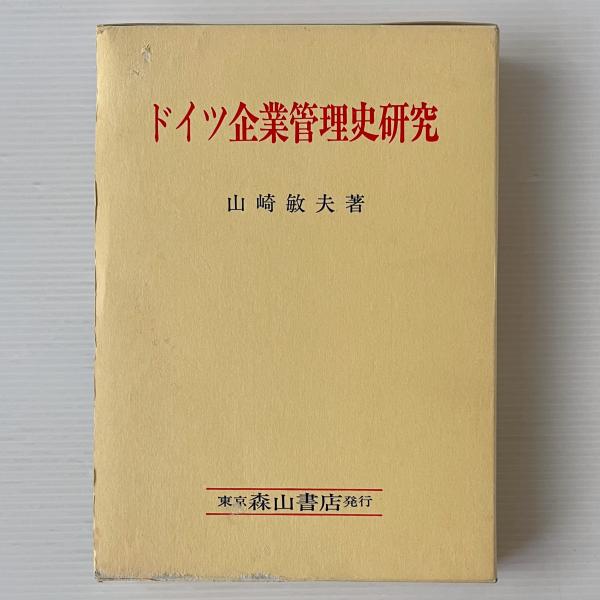 ドイツ企業管理史研究
山崎敏夫著
東京 森山書店 発行